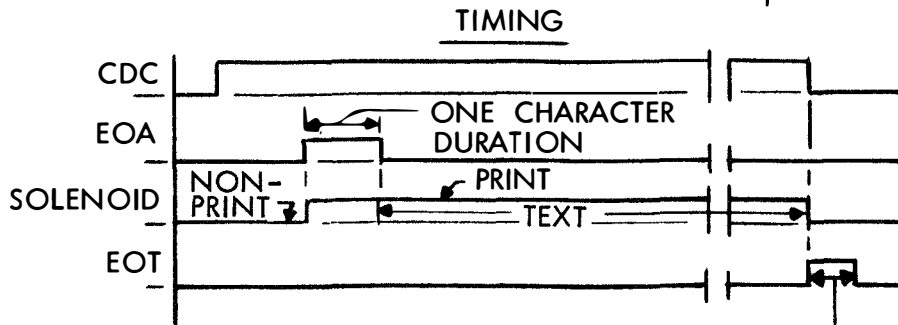 TIMING
CDC
EOA
ONE CHARACTER
DURATION
SOLENOID
NON-
PRINT
PRINT
TEXT
EOT